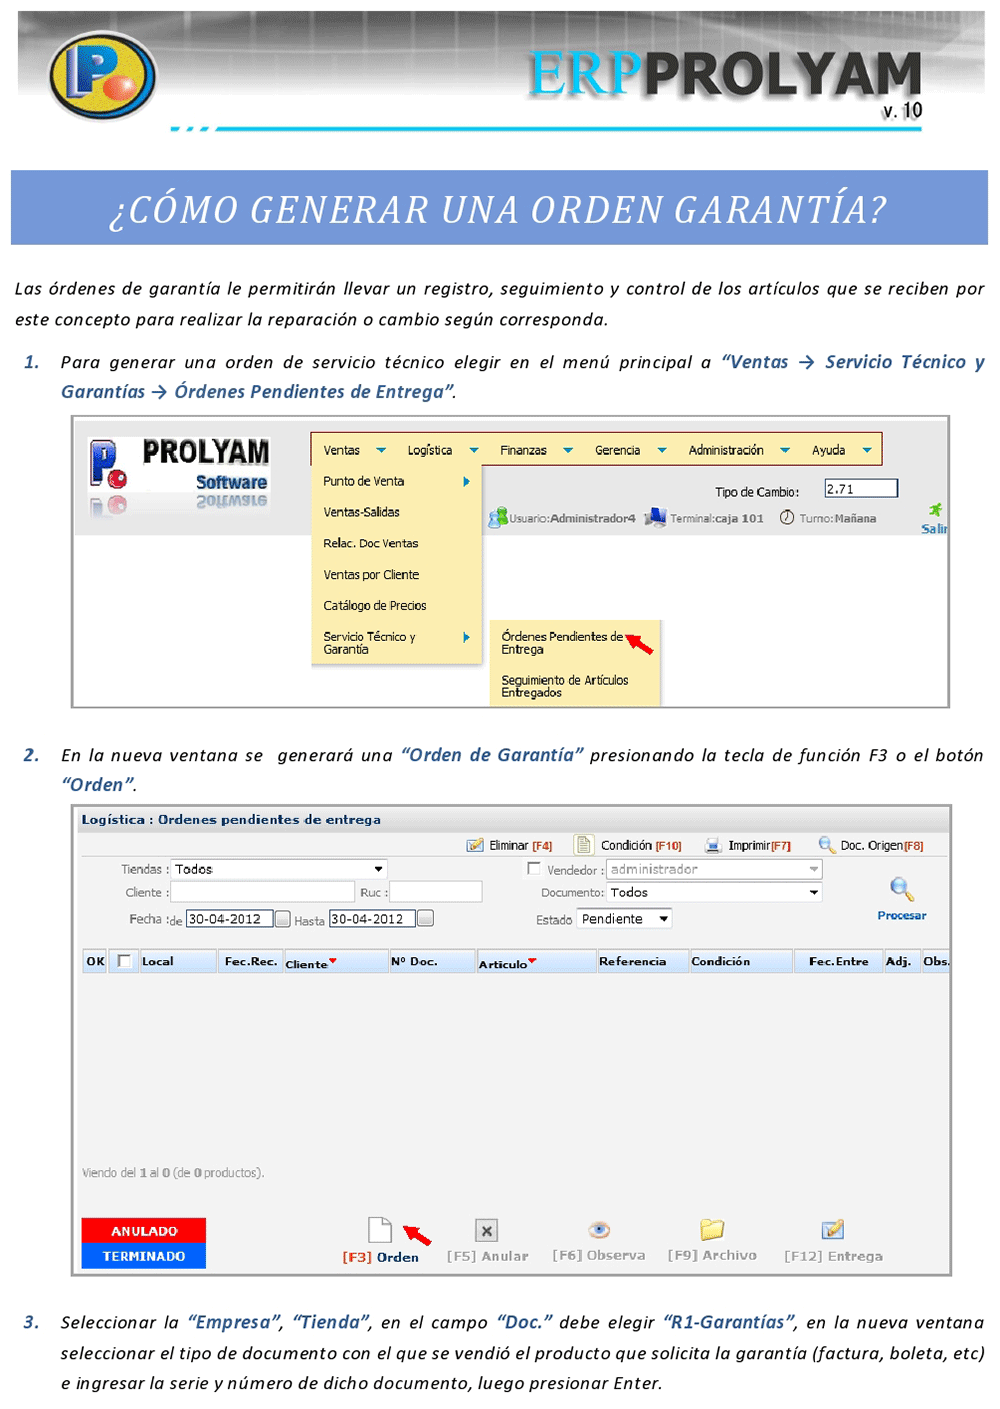 ERPPROLYAM
v. 10
¿CÓMO GENERAR UNA ORDEN GARANTÍA?
Las órdenes de garantía le permitirán llevar un registro, seguimiento y control de los artículos que se reciben por
este concepto para realizar la reparación o cambio según corresponda.
1. Para generar una orden de servicio técnico elegir en el menú principal a “Ventas → Servicio Técnico y
Garantías → Órdenes Pendientes de Entrega”.
PROLYAM
Software
Ventas Logística Finanzas Gerencia Administración Ayuda
Punto de Venta
Tipo de Cambio: 2.71
Ventas-Salidas
Usuario:Administrador4 Terminal:caja 101 Turno:Mañana
Salir
Relac. Doc Ventas
Ventas por Cliente
Catálogo de Precios
Servicio Técnico y
Garantía
Órdenes Pendientes de
Entrega
Seguimiento de Artículos
Entregados
2. En la nueva ventana se generará una “Orden de Garantía” presionando la tecla de función F3 o el botón
“Orden”.
Logística : Ordenes pendientes de entrega
Eliminar [F4] Condición [F10] Imprimir[F7] Doc. Origen[F8]
Tiendas : Todos Vendedor : administrador
Cliente : Ruc : Documento: Todos
Fecha :de 30-04-2012 Hasta 30-04-2012 Estado Pendiente
Procesar
OK Local Fec.Rec. Cliente Nº Doc. Articulo Referencia Condición Fec.Entre Adj. Obs.
Viendo del 1 al 0 (de 0 productos).
ANULADO
TERMINADO
[F3] Orden [F5] Anular [F6] Observa [F9] Archivo [F12] Entrega
3. Seleccionar la “Empresa”, “Tienda”, en el campo “Doc.” debe elegir “R1-Garantías”, en la nueva ventana
seleccionar el tipo de documento con el que se vendió el producto que solicita la garantía (factura, boleta, etc)
e ingresar la serie y número de dicho documento, luego presionar Enter.